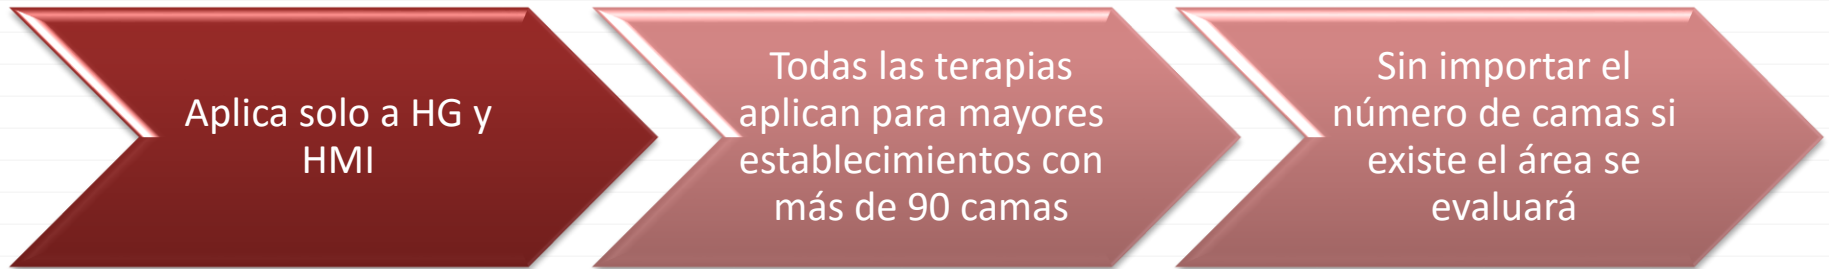 Aplica solo a HG y
HMI
Todas las terapias
aplican para mayores
establecimientos con
más de 90 camas
Sin importar el
número de camas si
existe el área se
evaluará